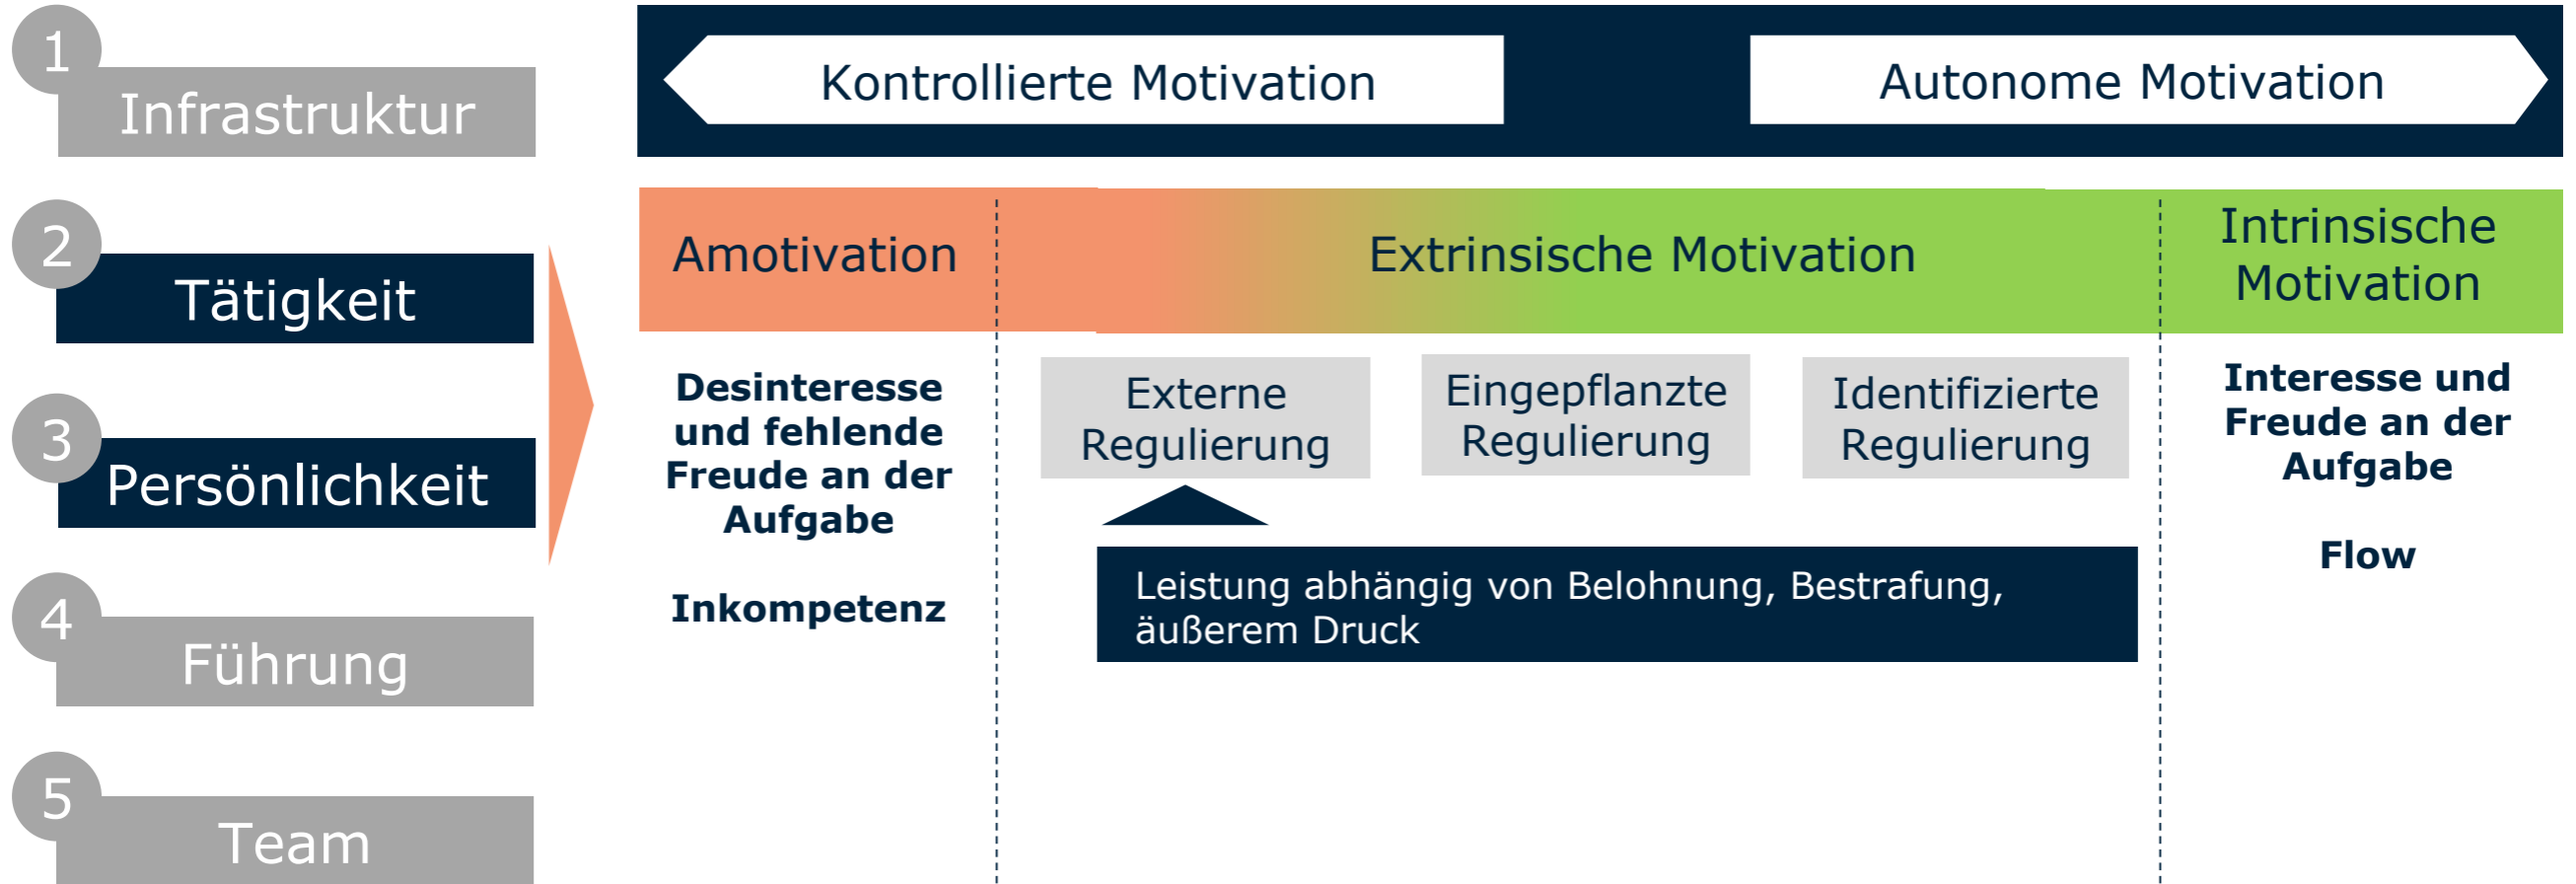 1
Infrastruktur
2
Tätigkeit
3
Persönlichkeit
4
Führung
5
Team
Kontrollierte Motivation
Autonome Motivation
Amotivation
Extrinsische Motivation
Intrinsische
Motivation
Desinteresse
und fehlende
Freude an der
Aufgabe
Inkompetenz
Externe
Regulierung
Eingepflanzte
Regulierung
Identifizierte
Regulierung
Leistung abhängig von Belohnung, Bestrafung,
äußerem Druck
Interesse und
Freude an der
Aufgabe
Flow